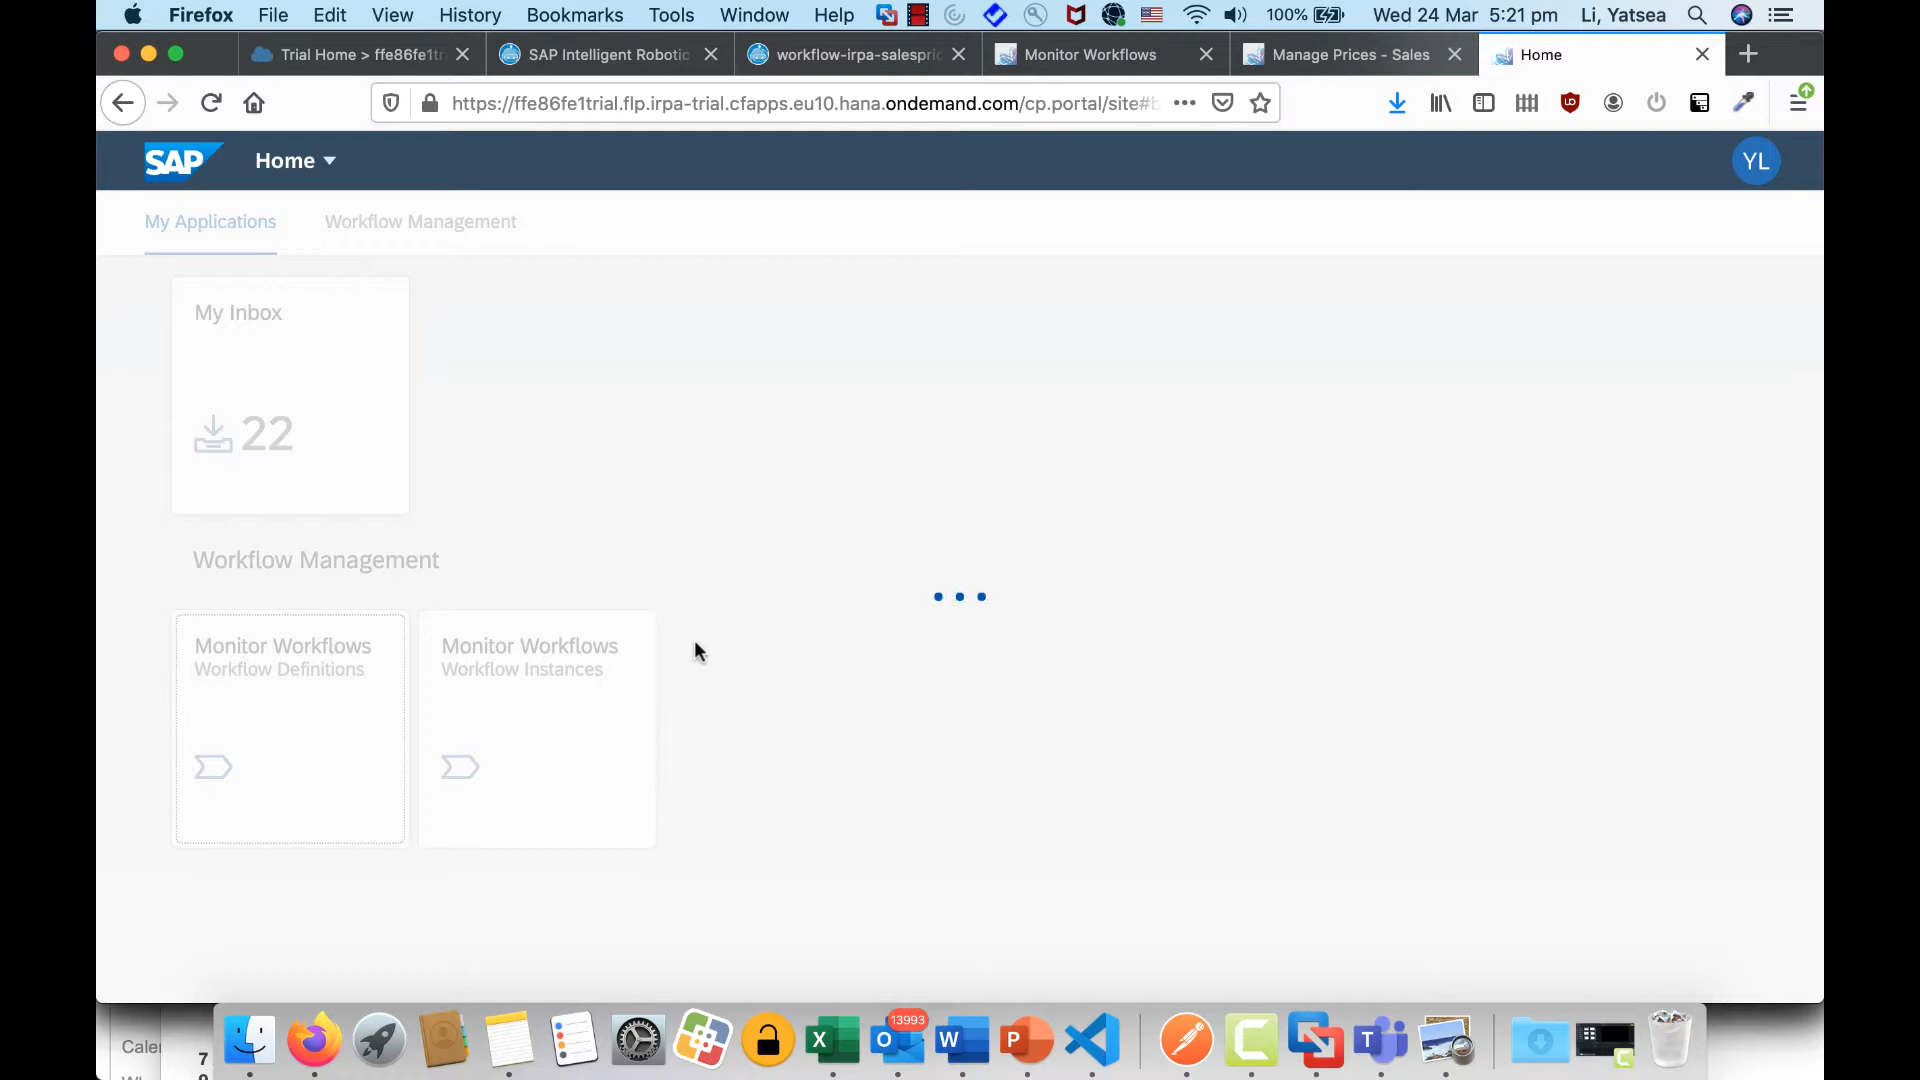 Firefox File Edit View History Bookmarks Tools Window Help 100% Wed 24 Mar 5:21 pm Li, Yatsea
Trial Home > ffe86fe1tr SAP Intelligent Robotic workflow-irpa-salespric Monitor Workflows Manage Prices - Sales Home
https://ffe86fe1trial.flp.irpa-trial.cfapps.eu10.hana.ondemand.com/cp.portal/site#b
SAP Home YL
My Applications Workflow Management
My Inbox
22
Workflow Management
Monitor Workflows Monitor Workflows
Workflow Definitions Workflow Instances
13993
Caler 7